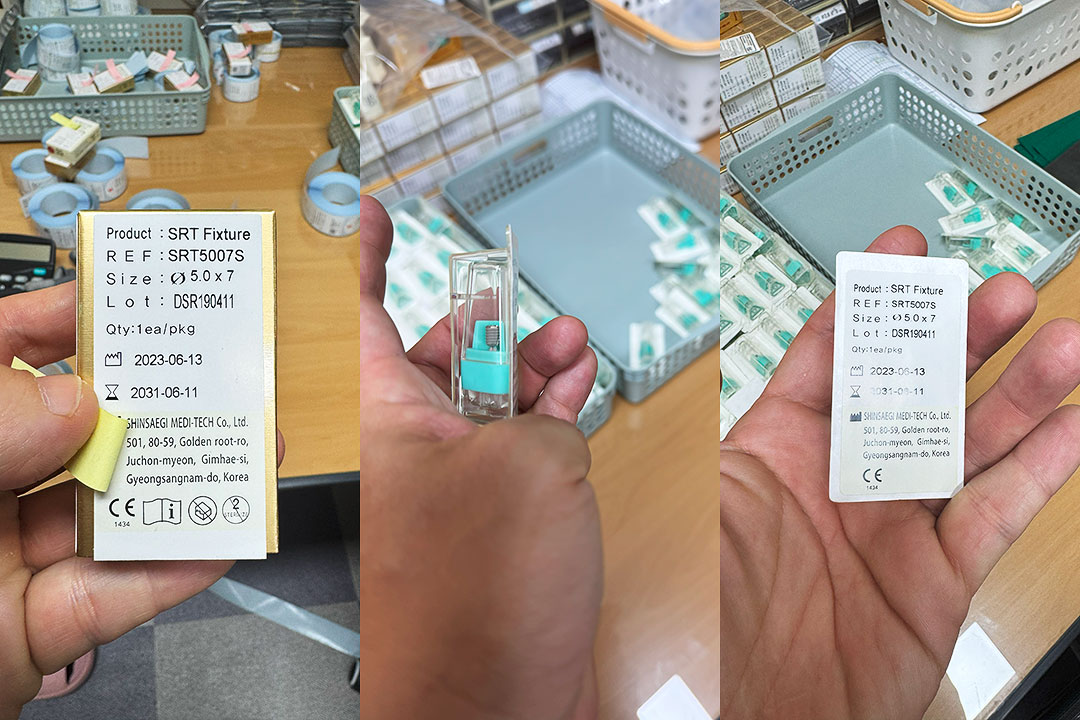 Product : SRT Fixture
REF : SRT5007S
Size : Ø 5.0 x 7
Lot : DSR190411
Qty:1ea/pkg
2023-06-13
2031-06-11
SHINSAEGI MEDI-TECH Co., Ltd.
501, 80-59, Golden root-ro,
Juchon-myeon, Gimhae-si,
Gyeongsangnam-do, Korea
CE
1434
i
2
STERILIZE
Product : SRT Fixture
REF : SRT5007S
Size : Ø 5.0 x 7
Lot : DSR190411
Qty:1ea/pkg
2023-06-13
2031-06-11
SHINSAEGI MEDI-TECH Co., Ltd.
501, 80-59, Golden root-ro,
Juchon-myeon, Gimhae-si,
Gyeongsangnam-do, Korea
CE
1434